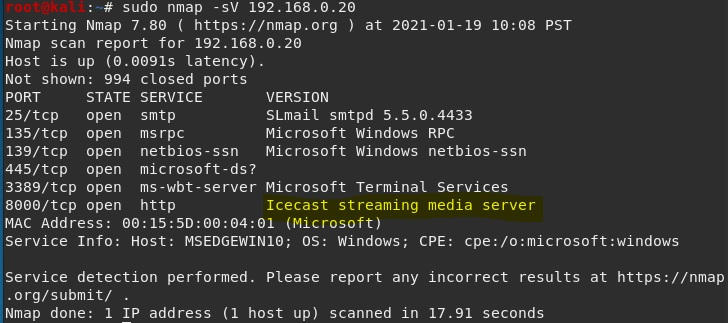 root@kali:~# sudo nmap -sV 192.168.0.20
Starting Nmap 7.80 ( https://nmap.org ) at 2021-01-19 10:08 PST
Nmap scan report for 192.168.0.20
Host is up (0.0091s latency).
Not shown: 994 closed ports
PORT     STATE SERVICE       VERSION
25/tcp   open  smtp          SLmail smtpd 5.5.0.4433
135/tcp  open  msrpc         Microsoft Windows RPC
139/tcp  open  netbios-ssn   Microsoft Windows netbios-ssn
445/tcp  open  microsoft-ds?
3389/tcp open  ms-wbt-server Microsoft Terminal Services
8000/tcp open  http          Icecast streaming media server
MAC Address: 00:15:5D:00:04:01 (Microsoft)
Service Info: Host: MSEDGEWIN10; OS: Windows; CPE: cpe:/o:microsoft:windows
Service detection performed. Please report any incorrect results at https://nmap
.org/submit/ .
Nmap done: 1 IP address (1 host up) scanned in 17.91 seconds